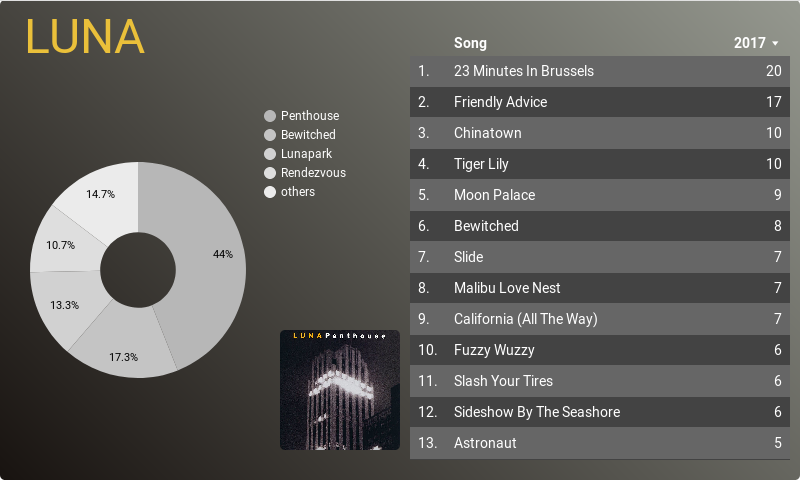 LUNA
Song 2017
1. 23 Minutes In Brussels 20
2. Friendly Advice 17
3. Chinatown 10
4. Tiger Lily 10
5. Moon Palace 9
6. Bewitched 8
7. Slide 7
8. Malibu Love Nest 7
9. California (All The Way) 7
10. Fuzzy Wuzzy 6
11. Slash Your Tires 6
12. Sideshow By The Seashore 6
13. Astronaut 5
Penthouse
Bewitched
Lunapark
Rendezvous
others
14.7%
10.7%
44%
13.3%
17.3%
LUNA Penthouse